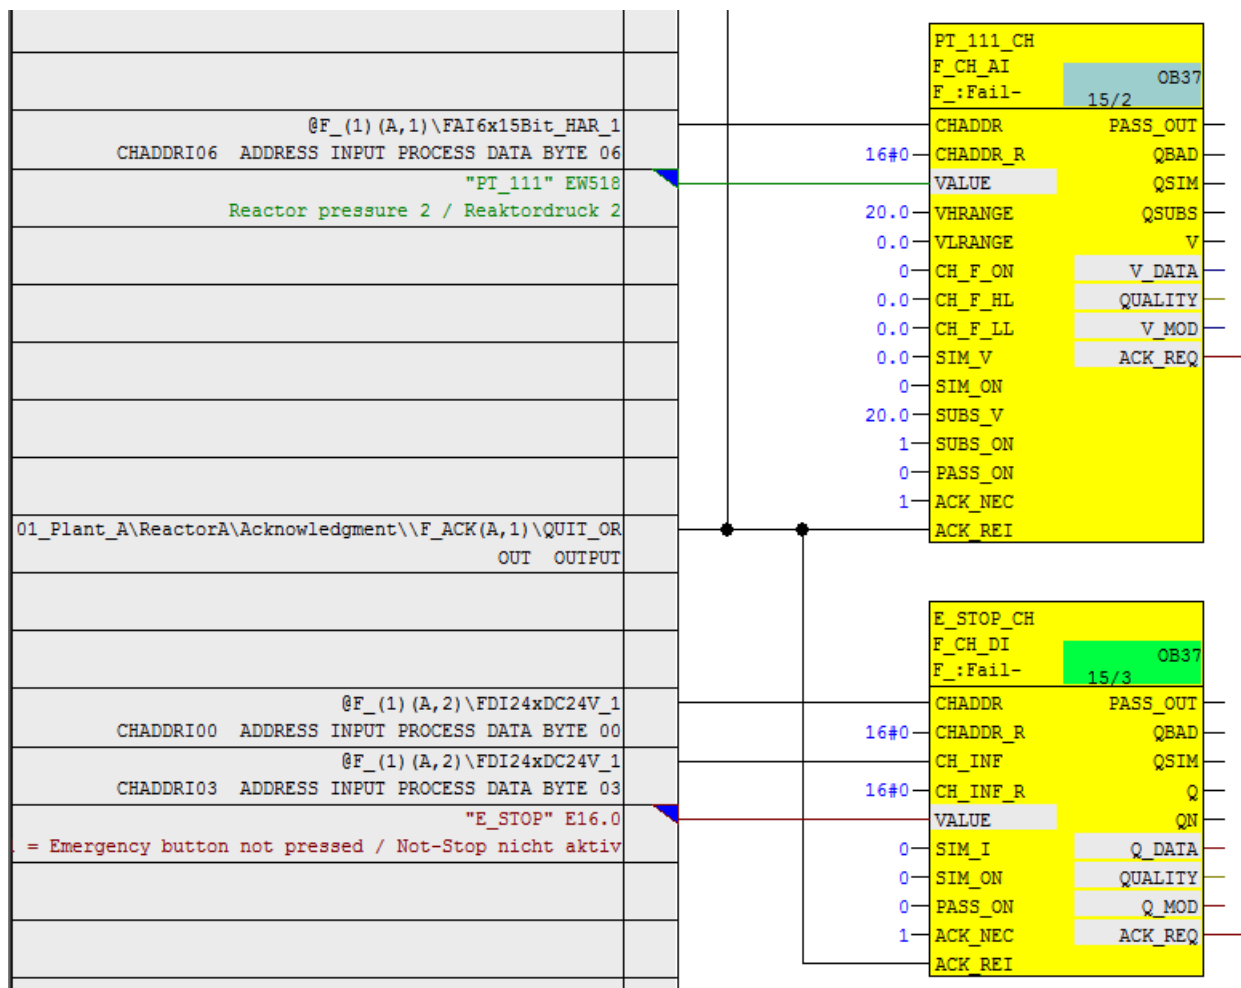 PT_111_CH
F_CH_AI
F_:Fail-
OB37
15/2
@F_(1)(A,1)\FAI6x15Bit_HAR_1
CHADDRI06 ADDRESS INPUT PROCESS DATA BYTE 06
"PT_111" EW518
Reactor pressure 2 / Reaktordruck 2
CHADDR PASS_OUT
16#0 CHADDR_R QBAD
VALUE QSIM
20.0 VHRANGE QSUBS
0.0 VLRANGE V
0 CH_F_ON V_DATA
0.0 CH_F_HL QUALITY
0.0 CH_F_LL V_MOD
0.0 SIM_V ACK_REQ
0 SIM_ON
20.0 SUBS_V
1 SUBS_ON
0 PASS_ON
1 ACK_NEC
01_Plant_A\ReactorA\Acknowledgment\\F_ACK(A,1)\QUIT_OR
OUT OUTPUT
ACK_REI
E_STOP_CH
F_CH_DI
F_:Fail-
OB37
15/3
@F_(1)(A,2)\FDI24xDC24V_1
CHADDRI00 ADDRESS INPUT PROCESS DATA BYTE 00
@F_(1)(A,2)\FDI24xDC24V_1
CHADDRI03 ADDRESS INPUT PROCESS DATA BYTE 03
"E_STOP" E16.0
= Emergency button not pressed / Not-Stop nicht aktiv
CHADDR PASS_OUT
16#0 CHADDR_R QBAD
CH_INF QSIM
16#0 CH_INF_R Q
VALUE QN
0 SIM_I Q_DATA
0 SIM_ON QUALITY
0 PASS_ON Q_MOD
1 ACK_NEC ACK_REQ
ACK_REI